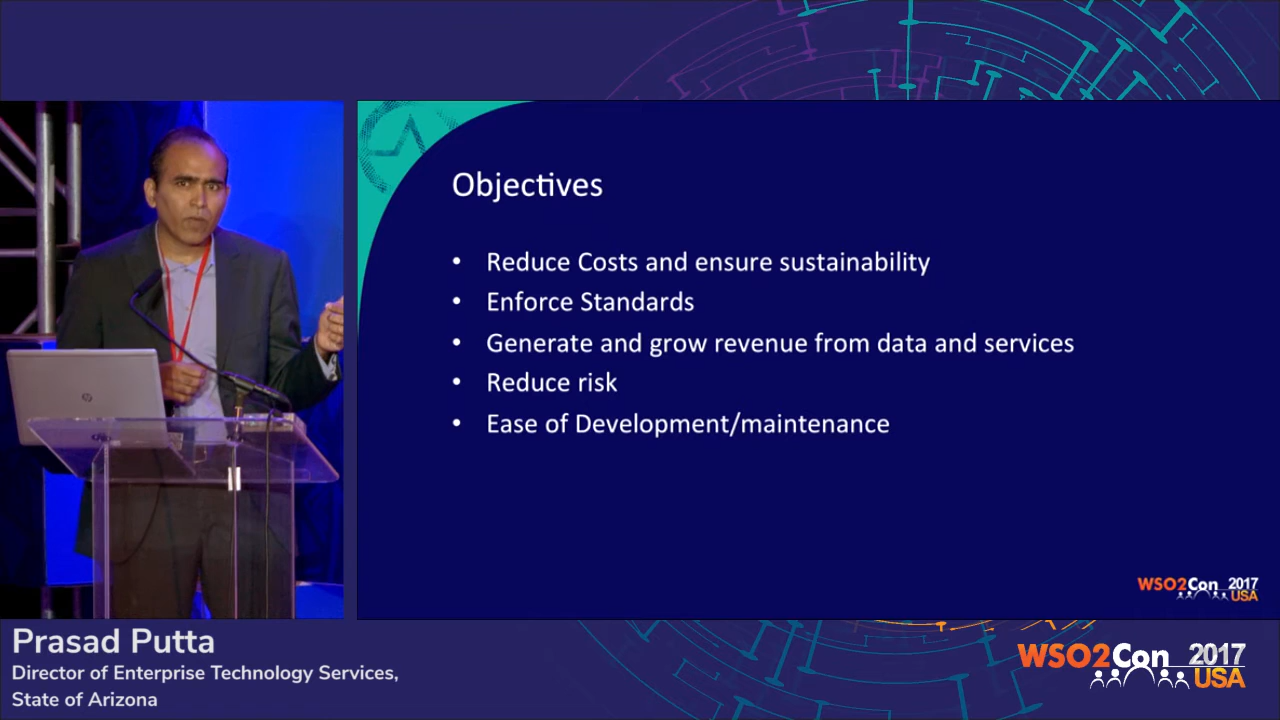 Objectives
• Reduce Costs and ensure sustainability
• Enforce Standards
• Generate and grow revenue from data and services
• Reduce risk
• Ease of Development/maintenance
WSO2Con 2017
USA
Prasad Putta
Director of Enterprise Technology Services,
State of Arizona
WSO2Con 2017
USA
hp